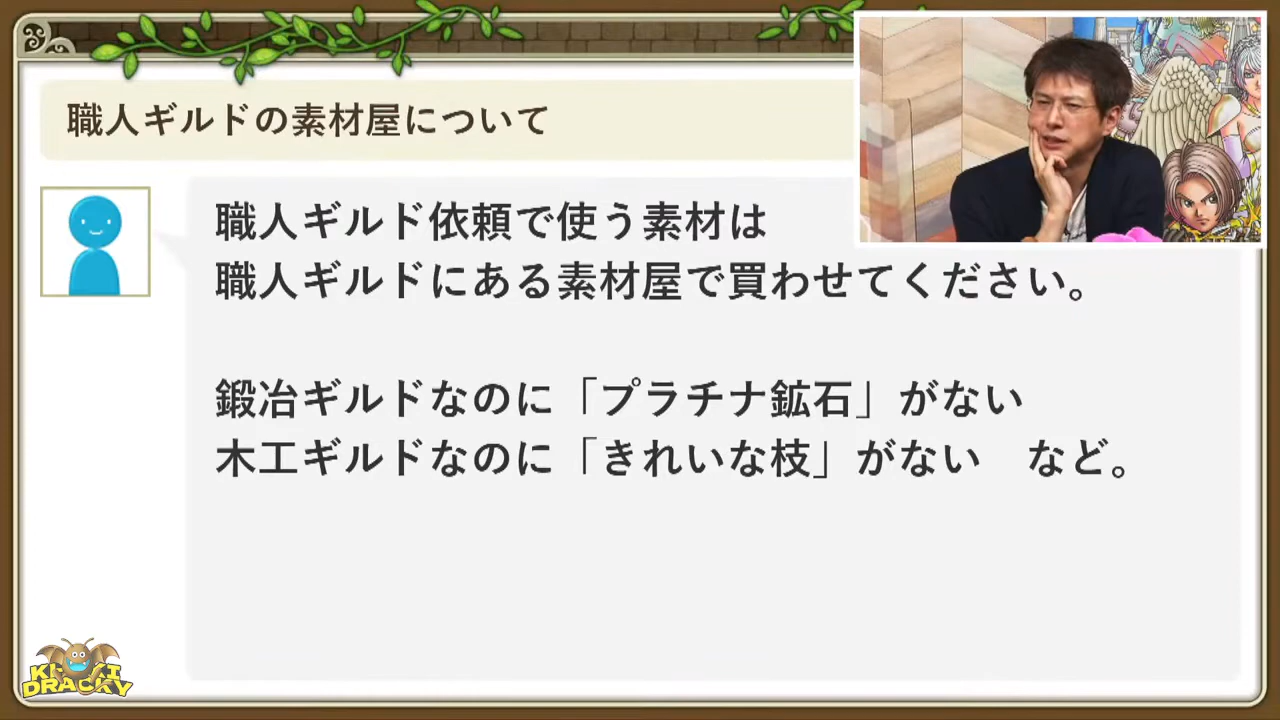 職人ギルドの素材屋について
職人ギルド依頼で使う素材は
職人ギルドにある素材屋で買わせてください。
鍛冶ギルドなのに「プラチナ鉱石」がない
木工ギルドなのに「きれいな枝」がない　など。
DRACKY